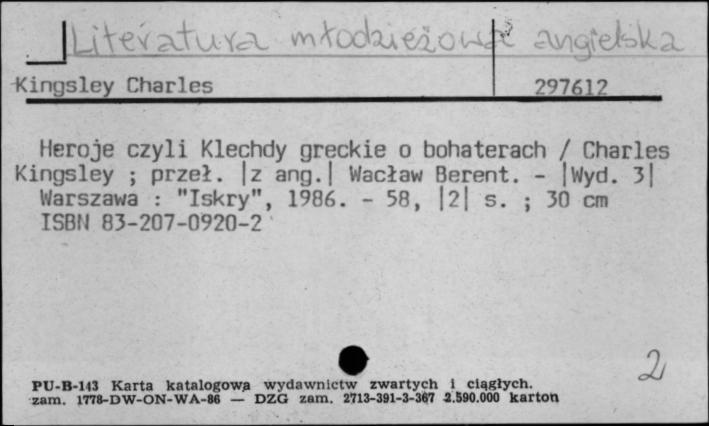 Literatura młodzieżowa angielska
Kingsley Charles 297612
Heroje czyli Klechdy greckie o bohaterach / Charles
Kingsley ; przeł. |z ang.| Wacław Berent. - |Wyd. 3|
Warszawa : "Iskry", 1986. - 58, |2| s. ; 30 cm
ISBN 83-207-0920-2
2
PU-B-143 Karta katalogowa wydawnictw zwartych i ciągłych.
zam. 1778-DW-ON-WA-86 — DZG zam. 2713-391-3-367 2.590.000 karton